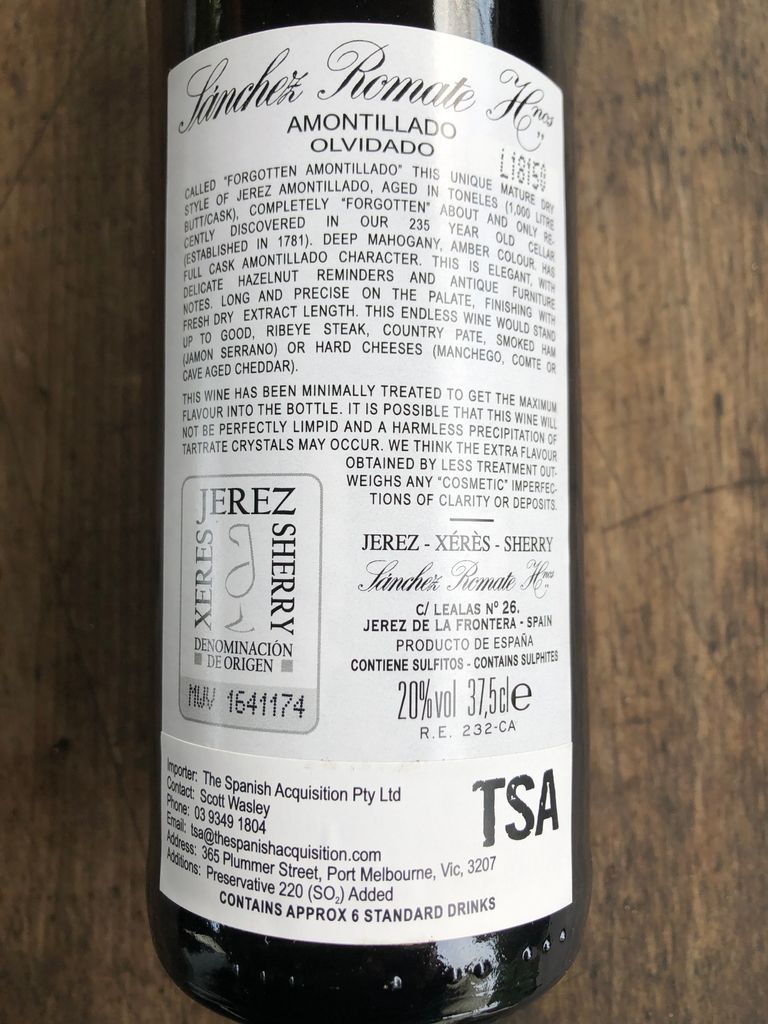 Sánchez Romate Hnos
AMONTILLADO
OLVIDADO
L18150
CALLED "FORGOTTEN AMONTILLADO" THIS UNIQUE MATURE DRY
STYLE OF JEREZ AMONTILLADO, AGED IN TONELES (1,000 LITRE
BUTT/CASK), COMPLETELY "FORGOTTEN" ABOUT AND ONLY RE-
CENTLY DISCOVERED IN OUR 235 YEAR OLD CELLAR
(ESTABLISHED IN 1781). DEEP MAHOGANY, AMBER COLOUR. HAS
FULL CASK AMONTILLADO CHARACTER. THIS IS ELEGANT, WITH
DELICATE HAZELNUT REMINDERS AND ANTIQUE FURNITURE
NOTES. LONG AND PRECISE ON THE PALATE, FINISHING WITH
FRESH DRY EXTRACT LENGTH. THIS ENDLESS WINE WOULD STAND
UP TO GOOD, RIBEYE STEAK, COUNTRY PATE, SMOKED HAM
(JAMON SERRANO) OR HARD CHEESES (MANCHEGO, COMTE OR
CAVE AGED CHEDDAR).
THIS WINE HAS BEEN MINIMALLY TREATED TO GET THE MAXIMUM
FLAVOUR INTO THE BOTTLE. IT IS POSSIBLE THAT THIS WINE WILL
NOT BE PERFECTLY LIMPID AND A HARMLESS PRECIPITATION OF
TARTRATE CRYSTALS MAY OCCUR. WE THINK THE EXTRA FLAVOUR
OBTAINED BY LESS TREATMENT OUT-
WEIGHS ANY "COSMETIC" IMPERFEC-
TIONS OF CLARITY OR DEPOSITS.
JEREZ
XERES
SHERRY
DENOMINACIÓN
DE ORIGEN
MWV 1641174
JEREZ - XÉRÈS - SHERRY
Sánchez Romate Hnos
C/ LEALAS Nº 26.
JEREZ DE LA FRONTERA - SPAIN
PRODUCTO DE ESPAÑA
CONTIENE SULFITOS - CONTAINS SULPHITES
20%vol 37,5cl e
R.E. 232-CA
Importer: The Spanish Acquisition Pty Ltd
Contact: Scott Wasley
Phone: 03 9349 1804
Email: tsa@thespanishacquisition.com
Address: 365 Plummer Street, Port Melbourne, Vic, 3207
Additions: Preservative 220 (SO₂) Added
CONTAINS APPROX 6 STANDARD DRINKS
TSA